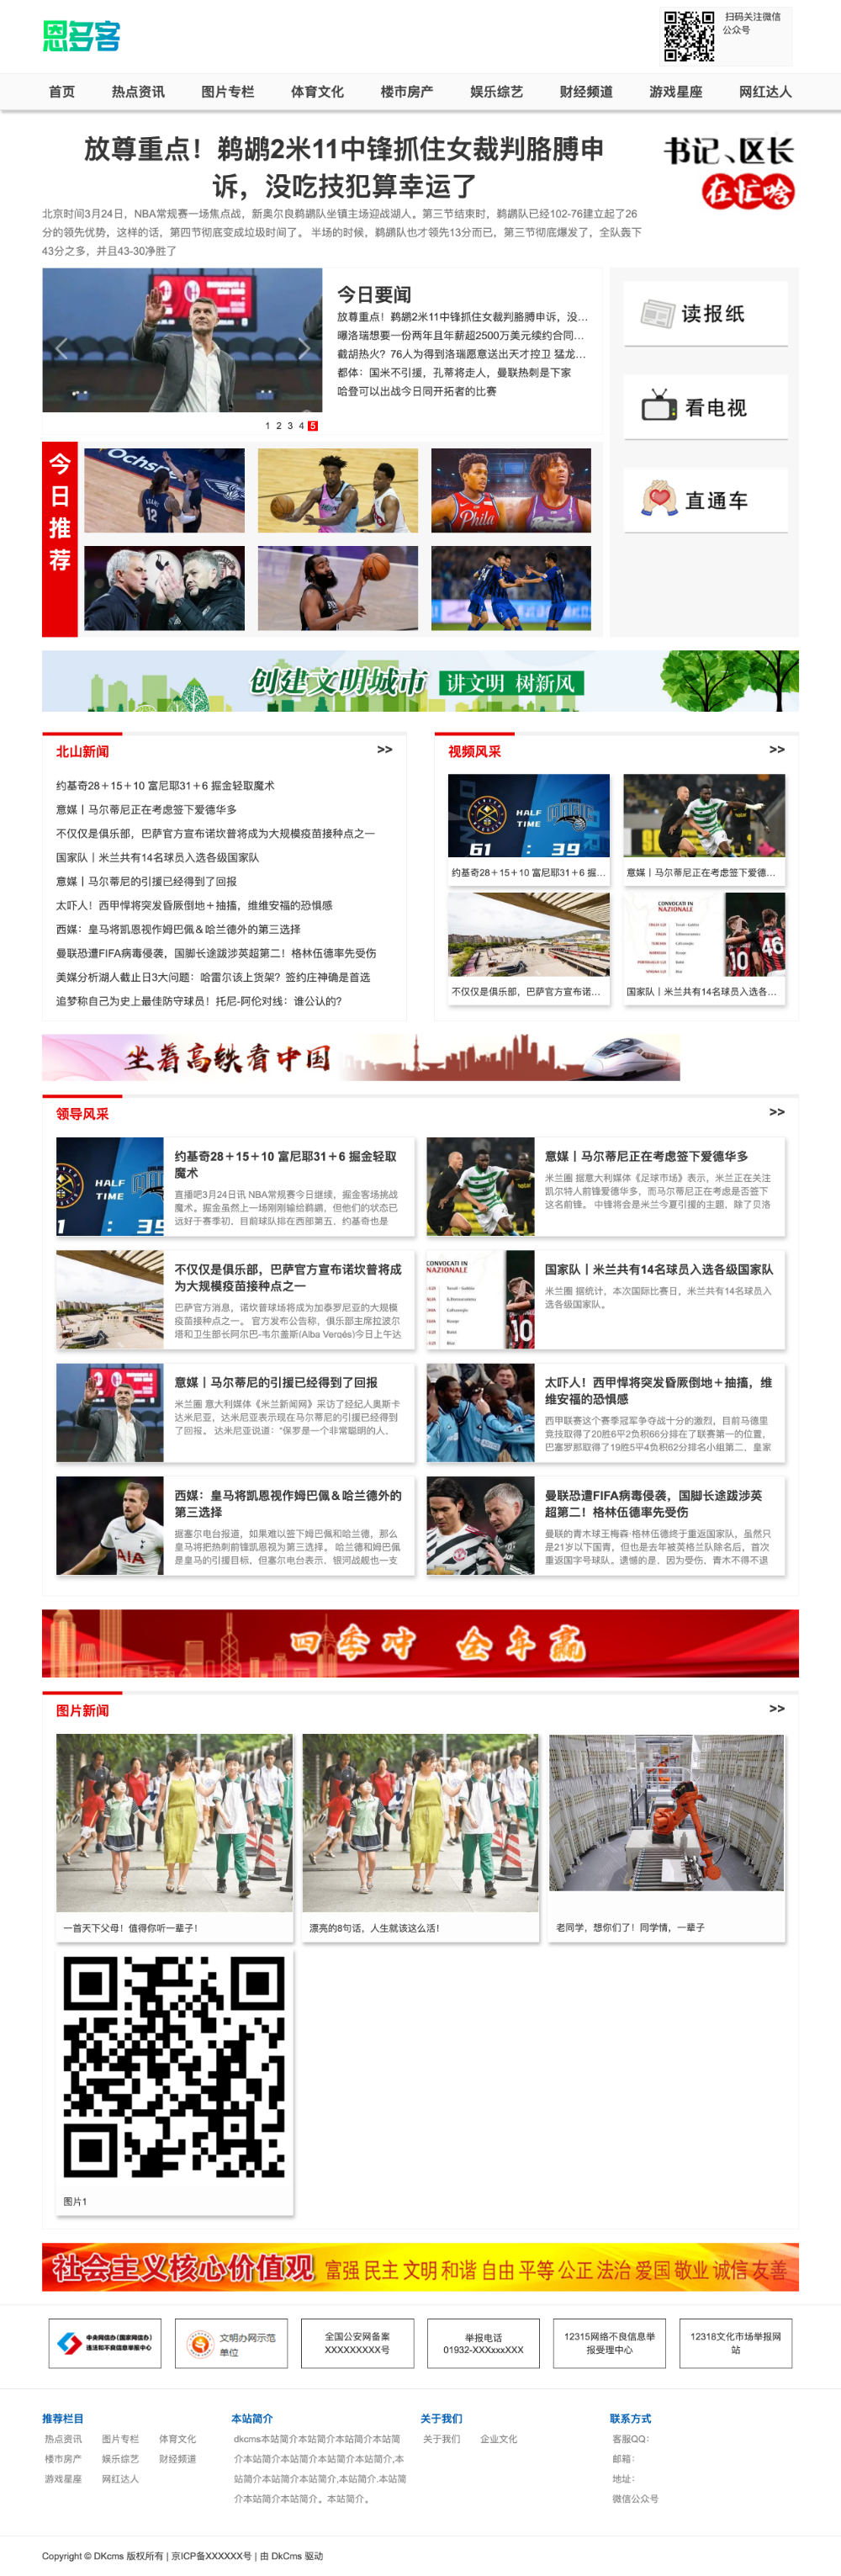 恩多客
扫码关注微信
公众号
首页 热点资讯 图片专栏 体育文化 楼市房产 娱乐综艺 财经频道 游戏星座 网红达人
放尊重点！鹈鹕2米11中锋抓住女裁判胳膊申
诉，没吃技犯算幸运了
书记、区长
在忙啥
北京时间3月24日，NBA常规赛一场焦点战，新奥尔良鹈鹕队坐镇主场迎战湖人。第三节结束时，鹈鹕队已经102-76建立起了26
分的领先优势，这样的话，第四节彻底变成垃圾时间了。 半场的时候，鹈鹕队也才领先13分而已，第三节彻底爆发了，全队轰下
43分之多，并且43-30净胜了
今日要闻
放尊重点！鹈鹕2米11中锋抓住女裁判胳膊申诉，没…
曝洛瑞想要一份两年且年薪超2500万美元续约合同…
截胡热火？76人为得到洛瑞愿意送出天才控卫 猛龙…
都体：国米不引援，孔蒂将走人，曼联热刺是下家
哈登可以出战今日同开拓者的比赛
1 2 3 4 5
读报纸
看电视
直通车
今日推荐
Ochsner
12
Phila
创建文明城市 讲文明 树新风
北山新闻 >>
约基奇28＋15＋10 富尼耶31＋6 掘金轻取魔术
意媒丨马尔蒂尼正在考虑签下爱德华多
不仅仅是俱乐部，巴萨官方宣布诺坎普将成为大规模疫苗接种点之一
国家队丨米兰共有14名球员入选各级国家队
意媒丨马尔蒂尼的引援已经得到了回报
太吓人！西甲悍将突发昏厥倒地＋抽搐，维维安福的恐惧感
西媒：皇马将凯恩视作姆巴佩＆哈兰德外的第三选择
曼联恐遭FIFA病毒侵袭，国脚长途跋涉英超第二！格林伍德率先受伤
美媒分析湖人截止日3大问题：哈雷尔该上货架？签约庄神确是首选
追梦称自己为史上最佳防守球员！托尼-阿伦对线：谁公认的？
视频风采 >>
HALF
TIME
61 39
约基奇28＋15＋10 富尼耶31＋6 掘…
意媒丨马尔蒂尼正在考虑签下爱德…
CONVOCATI IN
NAZIONALE
10 46
不仅仅是俱乐部，巴萨官方宣布诺…
国家队丨米兰共有14名球员入选各…
坐着高铁看中国
领导风采 >>
约基奇28＋15＋10 富尼耶31＋6 掘金轻取
魔术
直播吧3月24日讯 NBA常规赛今日继续，掘金客场挑战
魔术。掘金虽然上一场刚刚输给鹈鹕，但他们的状态已
远好于赛季初，目前球队排在西部第五，约基奇也是
意媒丨马尔蒂尼正在考虑签下爱德华多
米兰圈 据意大利媒体《足球市场》表示，米兰正在关注
凯尔特人前锋爱德华多，而马尔蒂尼正在考虑是否签下
这名前锋。 中锋将会是米兰今夏引援的主题，除了贝洛
不仅仅是俱乐部，巴萨官方宣布诺坎普将成
为大规模疫苗接种点之一
巴萨官方消息，诺坎普球场将成为加泰罗尼亚的大规模
疫苗接种点之一。 官方发布公告称，俱乐部主席拉波尔
塔和卫生部长阿尔巴-韦尔盖斯(Alba Vergés)今日上午达
国家队丨米兰共有14名球员入选各级国家队
米兰圈 据统计，本次国际比赛日，米兰共有14名球员入
选各级国家队。
意媒丨马尔蒂尼的引援已经得到了回报
米兰圈 意大利媒体《米兰新闻网》采访了经纪人奥斯卡
达米尼亚，达米尼亚表示现在马尔蒂尼的引援已经得到
了回报。 达米尼亚说道："保罗是一个非常聪明的人，
太吓人！西甲悍将突发昏厥倒地＋抽搐，维
维安福的恐惧感
西甲联赛这个赛季冠军争夺战十分的激烈，目前马德里
竞技取得了20胜6平2负积66分排在了联赛第一的位置，
巴塞罗那取得了19胜5平4负积62分排名小组第二，皇家
西媒：皇马将凯恩视作姆巴佩＆哈兰德外的
第三选择
据塞尔电台报道，如果难以签下姆巴佩和哈兰德，那么
皇马将把热刺前锋凯恩视为第三选择。 哈兰德和姆巴佩
是皇马的引援目标，但塞尔电台表示，银河战舰也一支
AIA
曼联恐遭FIFA病毒侵袭，国脚长途跋涉英
超第二！格林伍德率先受伤
曼联的青木球王梅森·格林伍德终于重返国家队，虽然只
是21岁以下国青，但也是去年被英格兰队除名后，首次
重返国字号球队。遗憾的是，因为受伤，青木不得不退
四季冲 全年赢
图片新闻 >>
一首天下父母！值得你听一辈子！
漂亮的8句话，人生就该这么活！
老同学，想你们了！同学情，一辈子
图片1
社会主义核心价值观 富强 民主 文明 和谐 自由 平等 公正 法治 爱国 敬业 诚信 友善
中央网信办(国家网信办)
违法和不良信息举报中心
文明办网示范
单位
全国公安网备案
XXXXXXXXX号
举报电话
01932-XXXxxxXXX
12315网络不良信息举
报受理中心
12318文化市场举报网
站
推荐栏目
热点资讯 图片专栏 体育文化
楼市房产 娱乐综艺 财经频道
游戏星座 网红达人
本站简介
dkcms本站简介本站简介本站简介本站简
介本站简介本站简介本站简介本站简介,本
站简介本站简介本站简介,本站简介.本站简
介本站简介本站简介。本站简介。
关于我们
关于我们 企业文化
联系方式
客服QQ：
邮箱：
地址：
微信公众号
Copyright © DKcms 版权所有 | 京ICP备XXXXXX号 | 由 DkCms 驱动